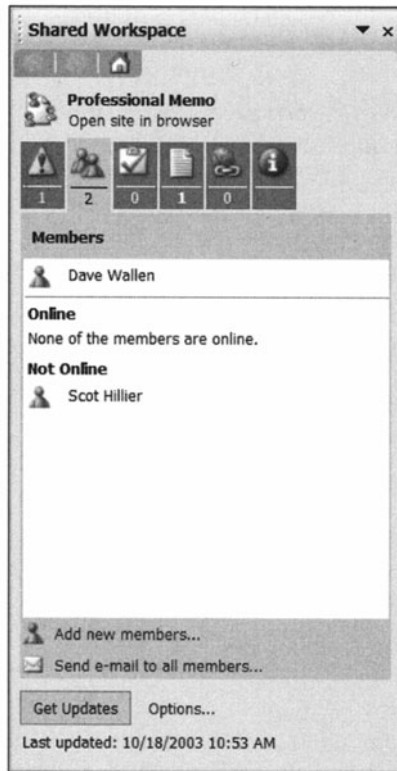 Shared Workspace
Professional Memo
Open site in browser
1 2 0 1 0
Members
Dave Wallen
Online
None of the members are online.
Not Online
Scot Hillier
Add new members...
Send e-mail to all members...
Get Updates Options...
Last updated: 10/18/2003 10:53 AM